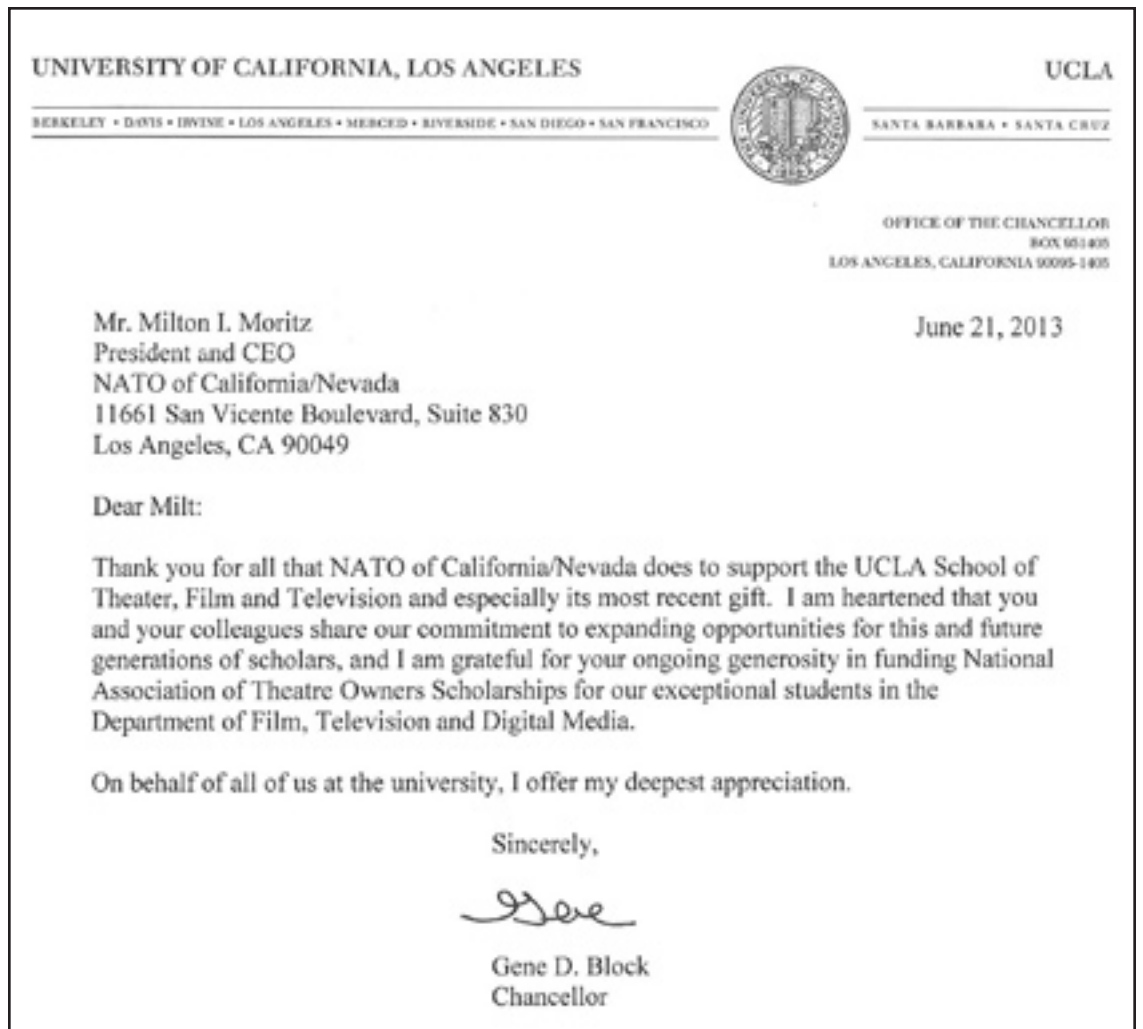 UNIVERSITY OF CALIFORNIA, LOS ANGELES
UCLA
BERKELEY • DAVIS • IRVINE • LOS ANGELES • MERCED • RIVERSIDE • SAN DIEGO • SAN FRANCISCO
SANTA BARBARA • SANTA CRUZ
OFFICE OF THE CHANCELLOR
BOX 951405
LOS ANGELES, CALIFORNIA 90095-1405
Mr. Milton I. Moritz
June 21, 2013
President and CEO
NATO of California/Nevada
11661 San Vicente Boulevard, Suite 830
Los Angeles, CA 90049
Dear Milt:
Thank you for all that NATO of California/Nevada does to support the UCLA School of
Theater, Film and Television and especially its most recent gift. I am heartened that you
and your colleagues share our commitment to expanding opportunities for this and future
generations of scholars, and I am grateful for your ongoing generosity in funding National
Association of Theatre Owners Scholarships for our exceptional students in the
Department of Film, Television and Digital Media.
On behalf of all of us at the university, I offer my deepest appreciation.
Sincerely,
Gene
Gene D. Block
Chancellor